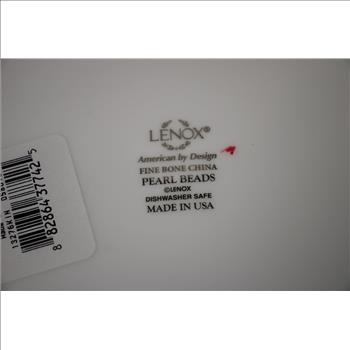 LENOX®
American by Design
FINE BONE CHINA
PEARL BEADS
©LENOX
DISHWASHER SAFE
MADE IN USA
8 82864 37742 5